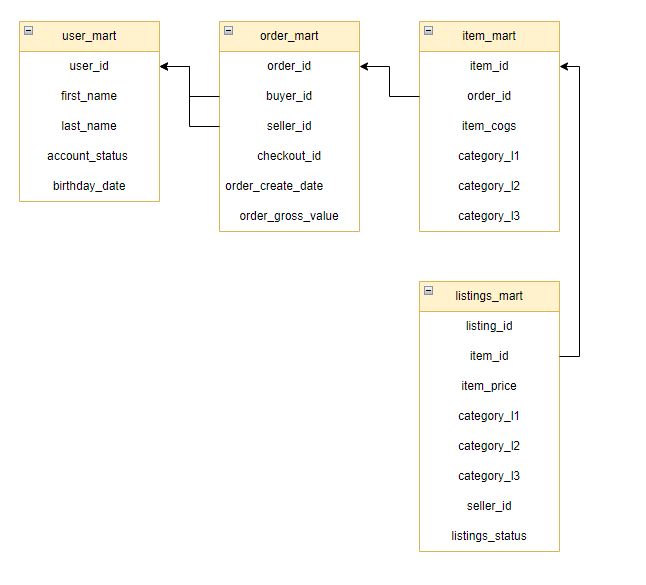 user_mart
user_id
first_name
last_name
account_status
birthday_date
order_mart
order_id
buyer_id
seller_id
checkout_id
order_create_date
order_gross_value
item_mart
item_id
order_id
item_cogs
category_l1
category_l2
category_l3
listings_mart
listing_id
item_id
item_price
category_l1
category_l2
category_l3
seller_id
listings_status